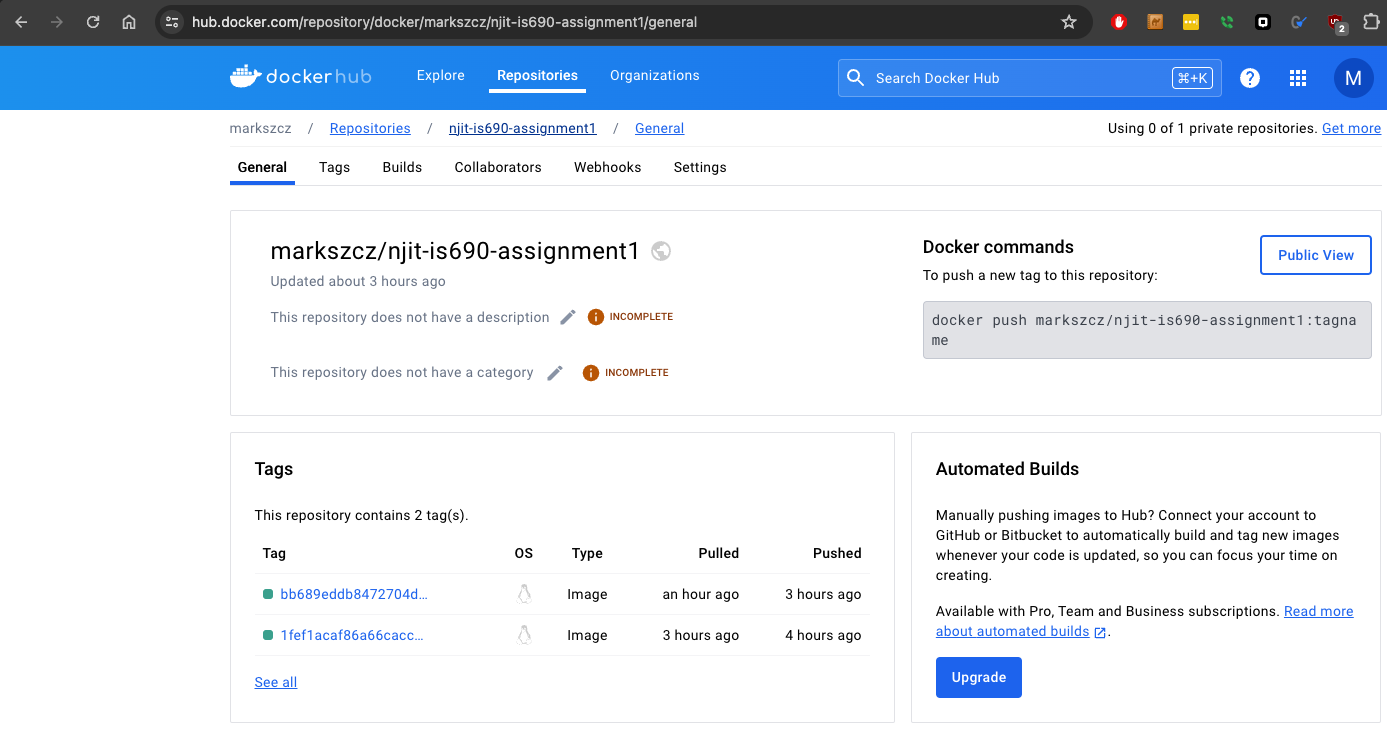 hub.docker.com/repository/docker/markszcz/njit-is690-assignment1/general
2
dockerhub Explore Repositories Organizations Search Docker Hub ⌘+K ? M
markszcz / Repositories / njit-is690-assignment1 / General Using 0 of 1 private repositories. Get more
General Tags Builds Collaborators Webhooks Settings
markszcz/njit-is690-assignment1
Updated about 3 hours ago
This repository does not have a description INCOMPLETE
This repository does not have a category INCOMPLETE
Docker commands
Public View
To push a new tag to this repository:
docker push markszcz/njit-is690-assignment1:tagna
me
Tags
This repository contains 2 tag(s).
Tag OS Type Pulled Pushed
bb689eddb8472704d... Image an hour ago 3 hours ago
1fef1acaf86a66cacc... Image 3 hours ago 4 hours ago
See all
Automated Builds
Manually pushing images to Hub? Connect your account to
GitHub or Bitbucket to automatically build and tag new images
whenever your code is updated, so you can focus your time on
creating.
Available with Pro, Team and Business subscriptions. Read more
about automated builds .
Upgrade